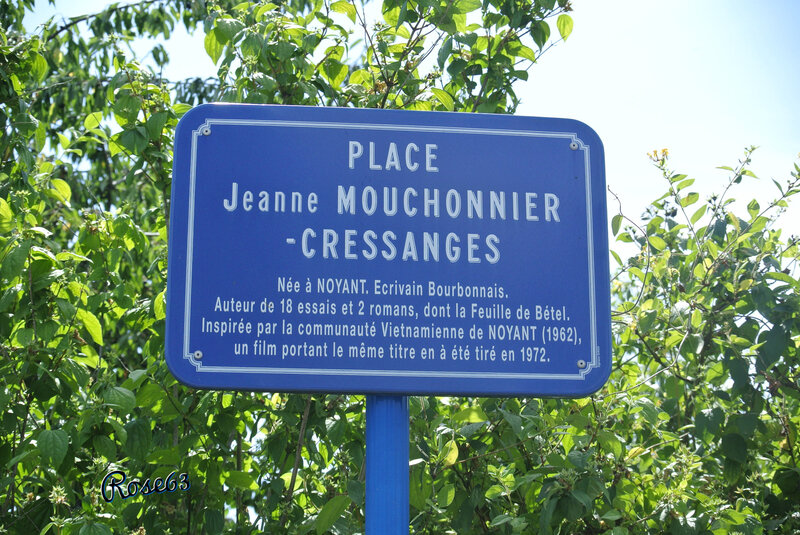 PLACE
Jeanne MOUCHONNIER
-CRESSANGES
Née à NOYANT. Ecrivain Bourbonnais.
Auteur de 18 essais et 2 romans, dont la Feuille de Bétel.
Inspirée par la communauté Vietnamienne de NOYANT (1962),
un film portant le même titre en à été tiré en 1972.
Rose63